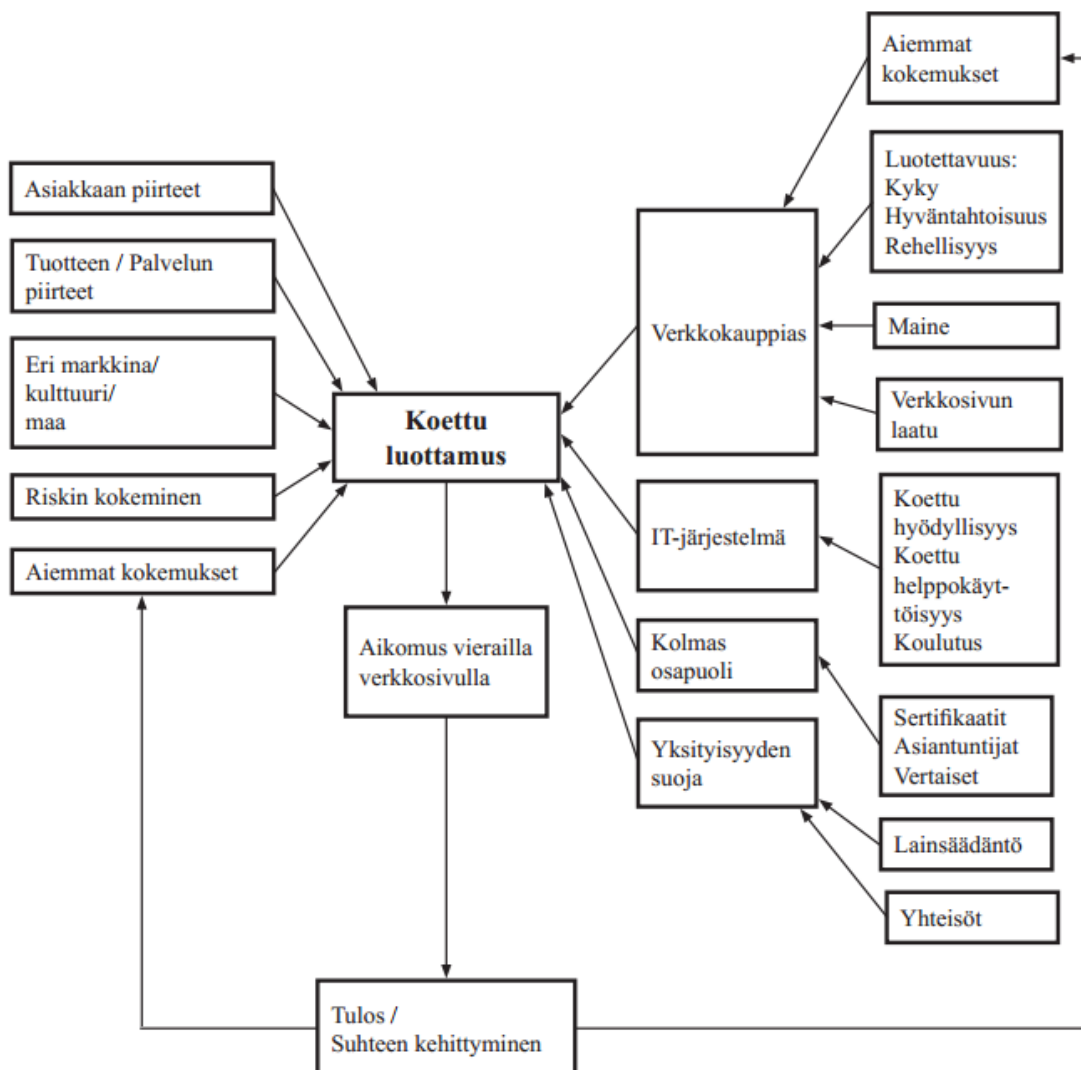 Aiemmat
kokemukset
Luotettavuus:
Kyky
Hyväntahtoisuus
Rehellisyys
Asiakkaan piirteet
Tuotteen / Palvelun
piirteet
Verkkokauppias
Maine
Eri markkina/
kulttuuri/
maa
Verkkosivun
laatu
Koettu
luottamus
Riskin kokeminen
IT-järjestelmä
Koettu
hyödyllisyys
Koettu
helppokäyt-
töisyys
Koulutus
Aiemmat kokemukset
Aikomus vierailla
verkkosivulla
Kolmas
osapuoli
Sertifikaatit
Asiantuntijat
Vertaiset
Yksityisyyden
suoja
Lainsäädäntö
Yhteisöt
Tulos /
Suhteen kehittyminen